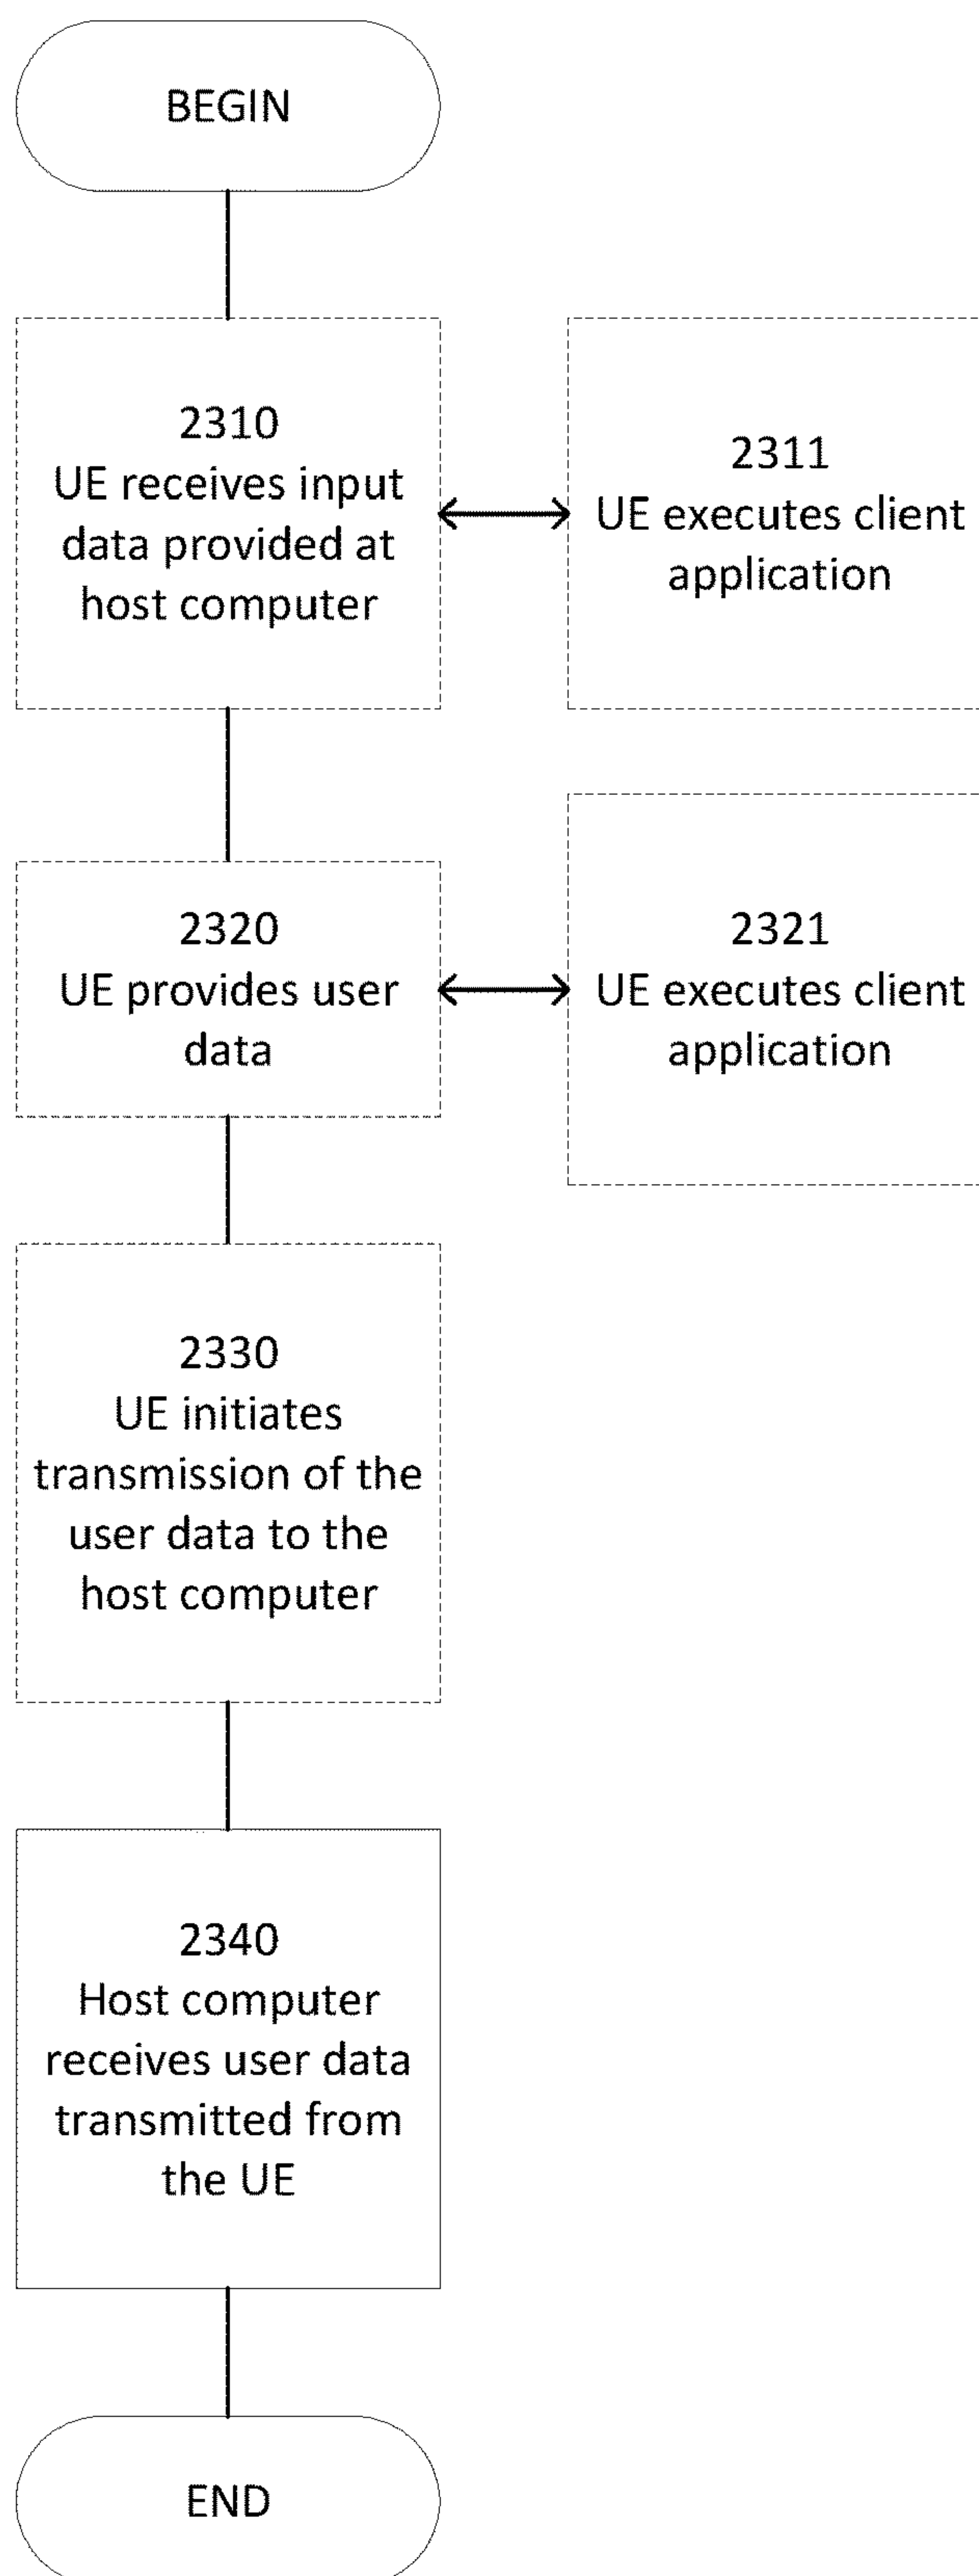 BEGIN
2310
UE receives input
data provided at
host computer
2311
UE executes client
application
2320
UE provides user
data
2321
UE executes client
application
2330
UE initiates
transmission of the
user data to the
host computer
2340
Host computer
receives user data
transmitted from
the UE
END